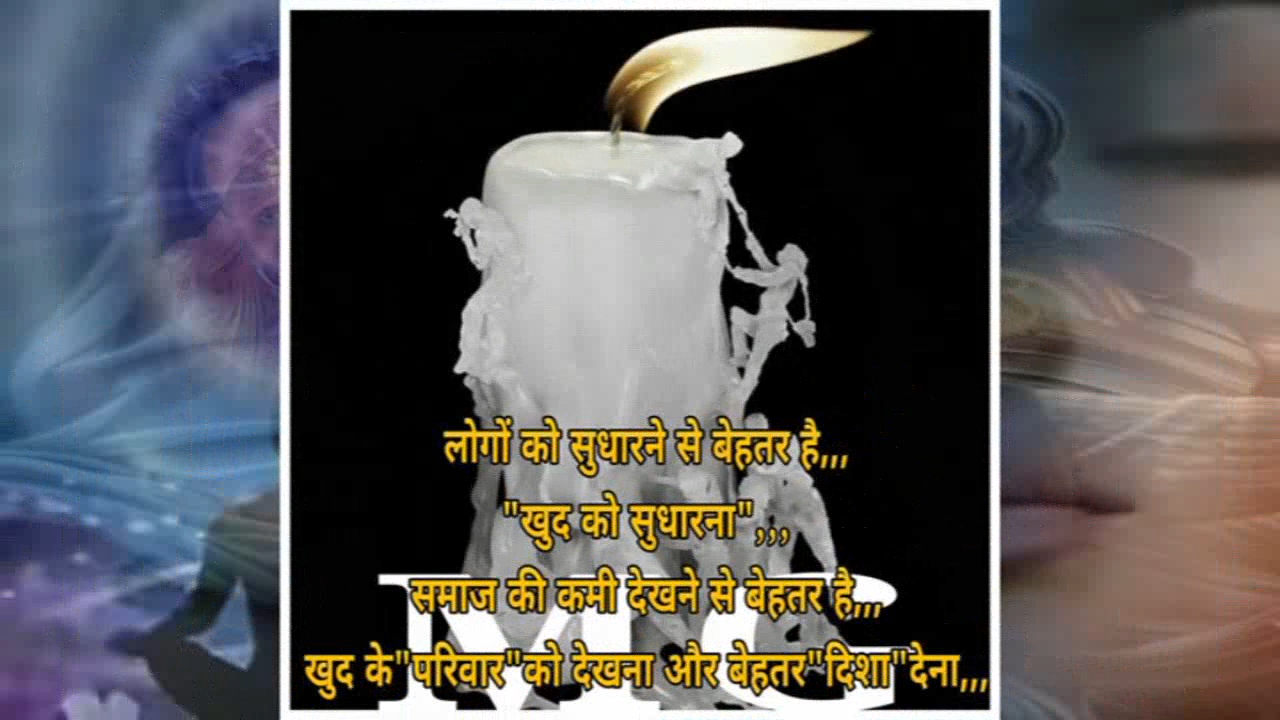 लोगों को सुधारने से बेहतर है,,,
"खुद को सुधारना",,,
समाज की कमी देखने से बेहतर है,,,
खुद के"परिवार"को देखना और बेहतर"दिशा"देना,,,
MG